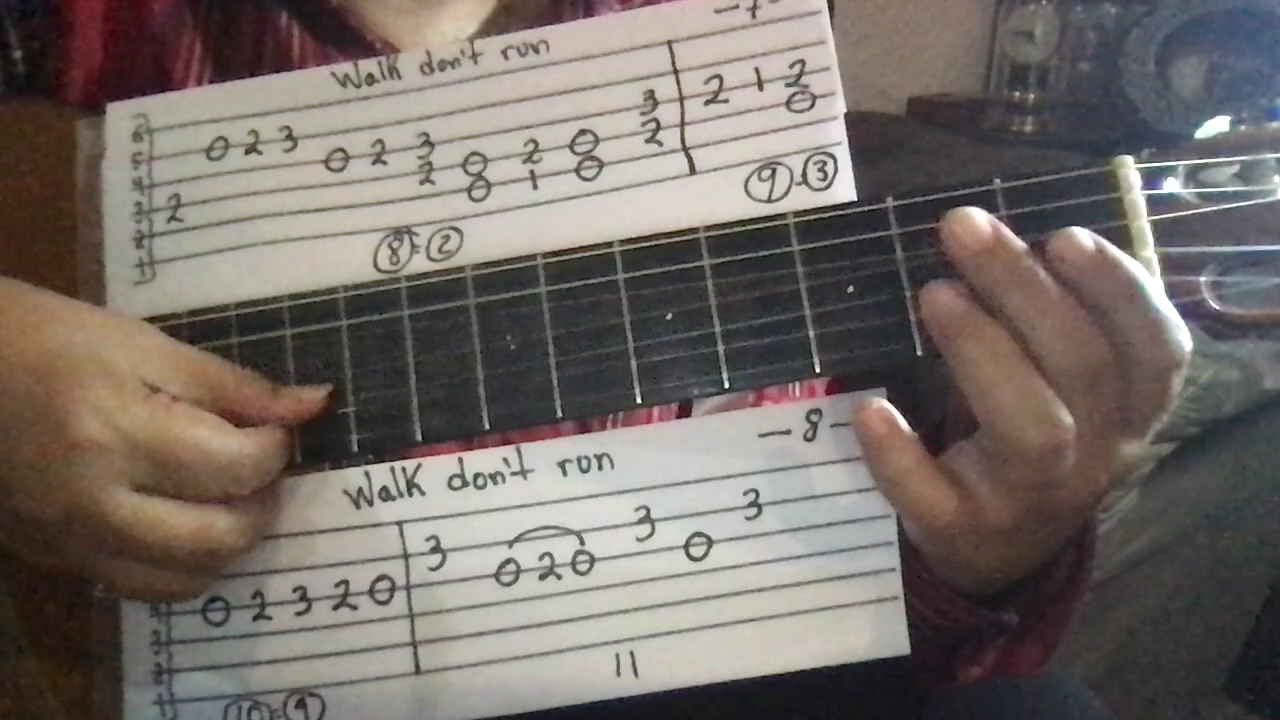 -7-
Walk don't run
3 2 1 2
0 2 3 0 2 3 0 2 0 2 0
2 0 1 0
2
8=2 9.3
-8-
Walk don't run
3 0 2 0 3 0 3
0 2 3 2 0
11
10=9